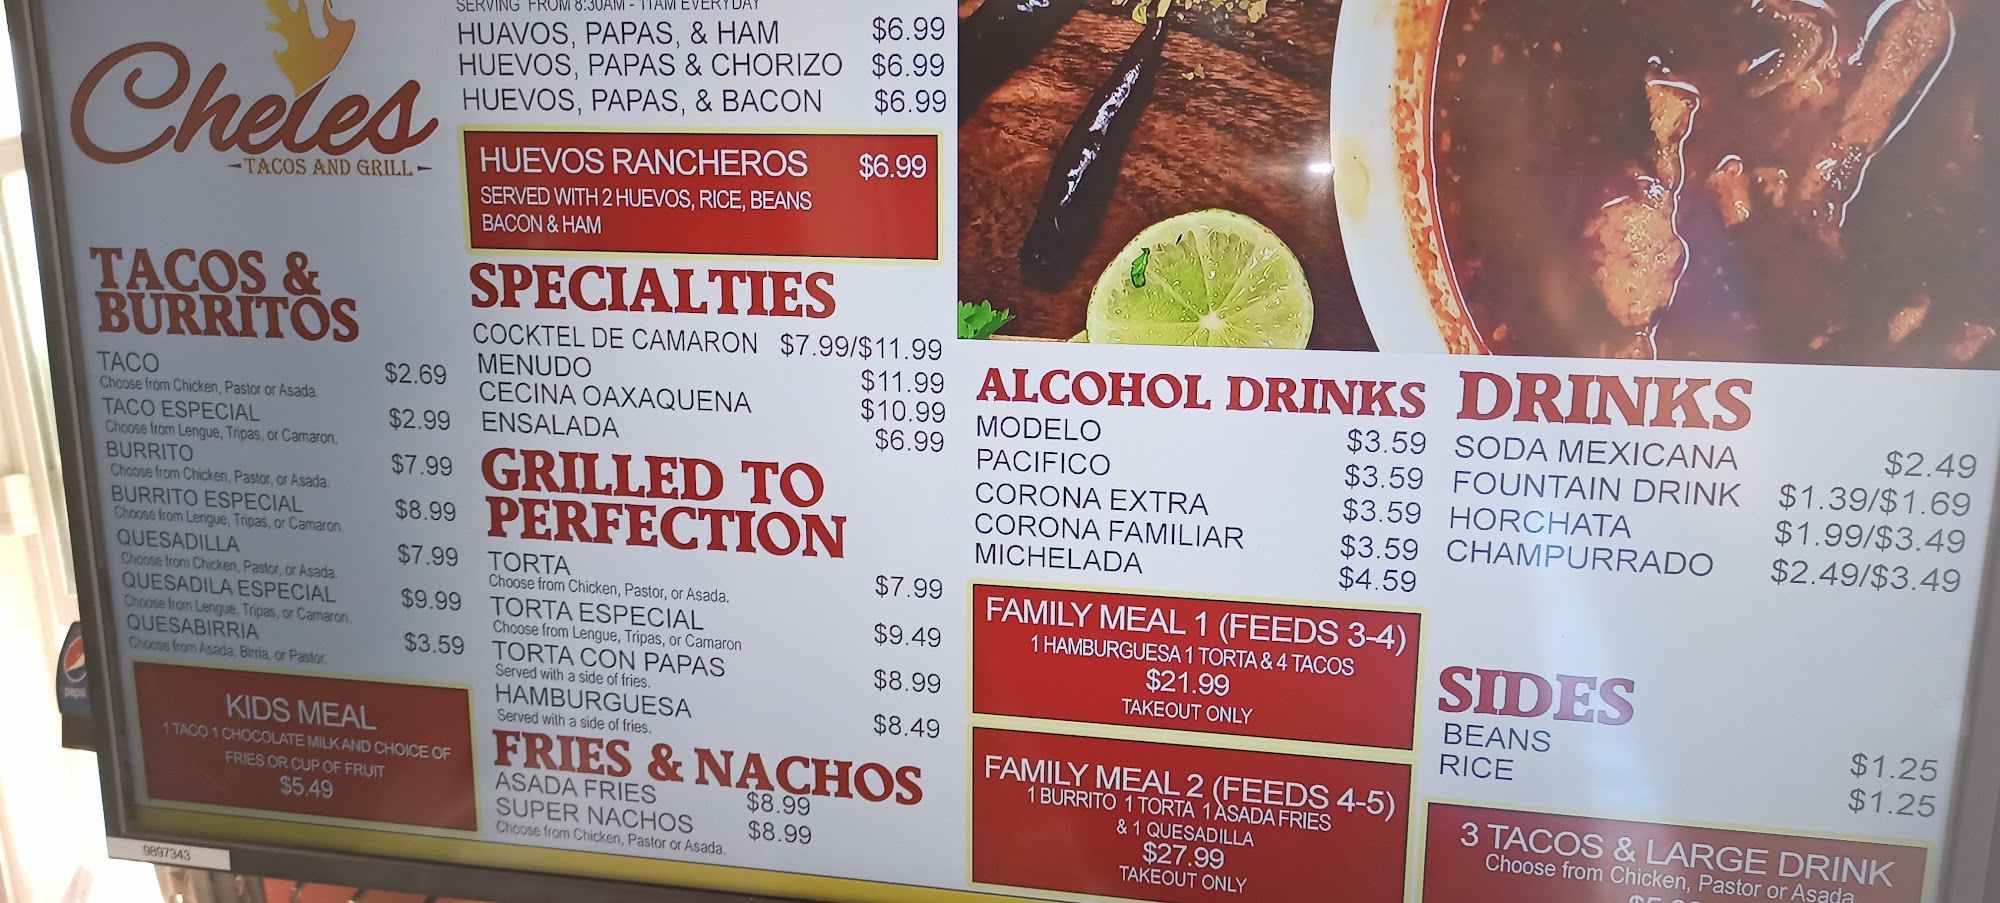 Cheles
TACOS AND GRILL
SERVING FROM 8:30AM - 11AM EVERYDAY
HUAVOS, PAPAS, & HAM $6.99
HUEVOS, PAPAS & CHORIZO $6.99
HUEVOS, PAPAS, & BACON $6.99
HUEVOS RANCHEROS $6.99
SERVED WITH 2 HUEVOS, RICE, BEANS
BACON & HAM
TACOS &
BURRITOS
TACO $2.69
Choose from Chicken, Pastor or Asada.
TACO ESPECIAL $2.99
Choose from Lengue, Tripas, or Camaron.
BURRITO $7.99
Choose from Chicken, Pastor, or Asada.
BURRITO ESPECIAL $8.99
Choose from Lengue, Tripas, or Camaron.
QUESADILLA $7.99
Choose from Chicken, Pastor, or Asada.
QUESADILA ESPECIAL $9.99
Choose from Lengue, Tripas, or Camaron.
QUESABIRRIA $3.59
Choose from Asada, Birria, or Pastor.
KIDS MEAL
1 TACO 1 CHOCOLATE MILK AND CHOICE OF
FRIES OR CUP OF FRUIT
$5.49
SPECIALTIES
COCKTEL DE CAMARON $7.99/$11.99
MENUDO $11.99
CECINA OAXAQUENA $10.99
ENSALADA $6.99
GRILLED TO
PERFECTION
TORTA $7.99
Choose from Chicken, Pastor, or Asada.
TORTA ESPECIAL $9.49
Choose from Lengue, Tripas, or Camaron
TORTA CON PAPAS $8.99
Served with a side of fries.
HAMBURGUESA $8.49
Served with a side of fries.
FRIES & NACHOS
ASADA FRIES $8.99
SUPER NACHOS $8.99
Choose from Chicken, Pastor or Asada.
ALCOHOL DRINKS
MODELO $3.59
PACIFICO $3.59
CORONA EXTRA $3.59
CORONA FAMILIAR $3.59
MICHELADA $4.59
FAMILY MEAL 1 (FEEDS 3-4)
1 HAMBURGUESA 1 TORTA & 4 TACOS
$21.99
TAKEOUT ONLY
FAMILY MEAL 2 (FEEDS 4-5)
1 BURRITO 1 TORTA 1 ASADA FRIES
& 1 QUESADILLA
$27.99
TAKEOUT ONLY
DRINKS
SODA MEXICANA $2.49
FOUNTAIN DRINK $1.39/$1.69
HORCHATA $1.99/$3.49
CHAMPURRADO $2.49/$3.49
SIDES
BEANS $1.25
RICE $1.25
3 TACOS & LARGE DRINK
Choose from Chicken, Pastor or Asada
pepsi
9897343